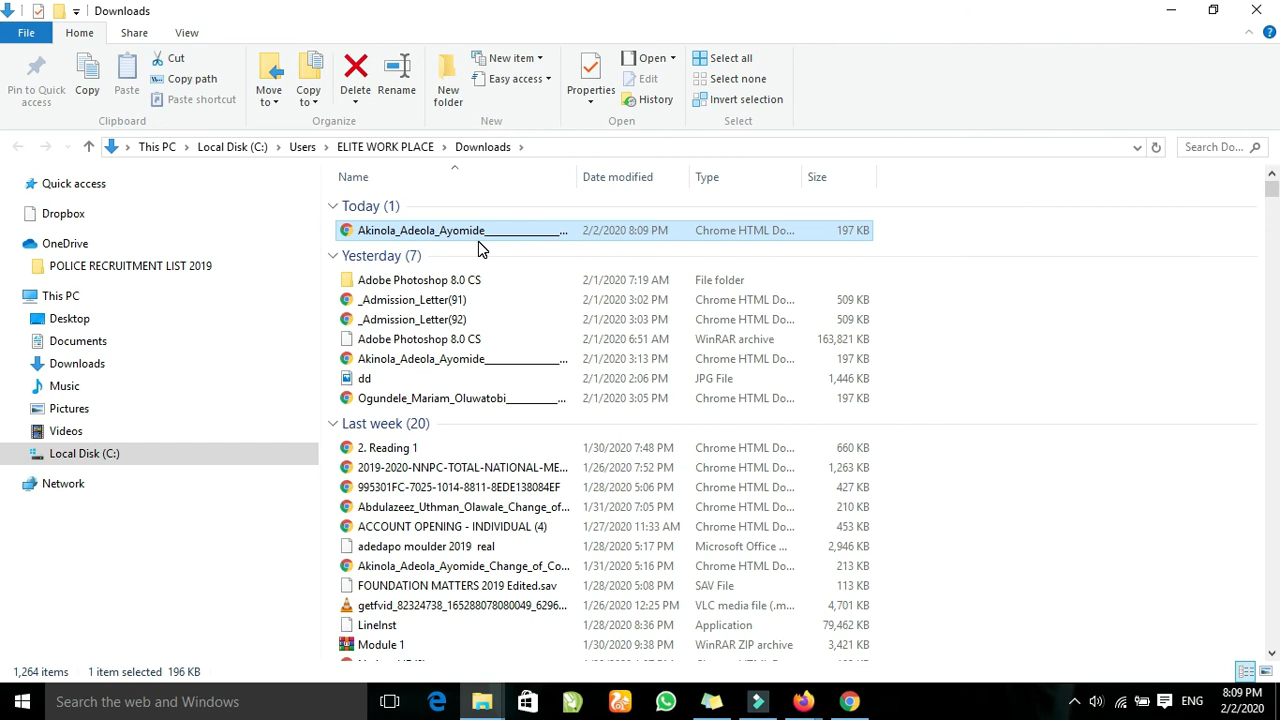 Downloads
File Home Share View
Pin to Quick access
Copy
Paste
Cut
Copy path
Paste shortcut
Clipboard
Move to
Copy to
Delete
Rename
Organize
New folder
New item
Easy access
New
Properties
Open
Edit
History
Open
Select all
Select none
Invert selection
Select
This PC Local Disk (C:) Users ELITE WORK PLACE Downloads
Search Do...
Quick access
Dropbox
OneDrive
POLICE RECRUITMENT LIST 2019
This PC
Desktop
Documents
Downloads
Music
Pictures
Videos
Local Disk (C:)
Network
Name Date modified Type Size
Today (1)
Akinola_Adeola_Ayomide____________... 2/2/2020 8:09 PM Chrome HTML Do... 197 KB
Yesterday (7)
Adobe Photoshop 8.0 CS 2/1/2020 7:19 AM File folder
_Admission_Letter(91) 2/1/2020 3:02 PM Chrome HTML Do... 509 KB
_Admission_Letter(92) 2/1/2020 3:03 PM Chrome HTML Do... 509 KB
Adobe Photoshop 8.0 CS 2/1/2020 6:51 AM WinRAR archive 163,821 KB
Akinola_Adeola_Ayomide____________... 2/1/2020 3:13 PM Chrome HTML Do... 197 KB
dd 2/1/2020 2:06 PM JPG File 1,446 KB
Ogundele_Mariam_Oluwatobi_________... 2/1/2020 3:05 PM Chrome HTML Do... 197 KB
Last week (20)
2. Reading 1 1/30/2020 7:48 PM Chrome HTML Do... 660 KB
2019-2020-NNPC-TOTAL-NATIONAL-ME... 1/26/2020 7:52 PM Chrome HTML Do... 1,263 KB
995301FC-7025-1014-8811-8EDE138084EF 1/28/2020 5:06 PM Chrome HTML Do... 427 KB
Abdulazeez_Uthman_Olawale_Change_of... 1/31/2020 7:05 PM Chrome HTML Do... 210 KB
ACCOUNT OPENING - INDIVIDUAL (4) 1/27/2020 11:33 AM Chrome HTML Do... 453 KB
adedapo moulder 2019 real 1/28/2020 5:17 PM Microsoft Office ... 2,946 KB
Akinola_Adeola_Ayomide_Change_of_Co... 1/31/2020 5:16 PM Chrome HTML Do... 213 KB
FOUNDATION MATTERS 2019 Edited.sav 1/28/2020 5:08 PM SAV File 113 KB
getfvid_82324738_165288078080049_6296... 1/26/2020 12:25 PM VLC media file (.m... 4,701 KB
LineInst 1/28/2020 8:36 PM Application 79,462 KB
Module 1 1/30/2020 9:38 PM WinRAR ZIP archive 3,421 KB
1,264 items 1 item selected 196 KB
Search the web and Windows
ENG
8:09 PM
2/2/2020